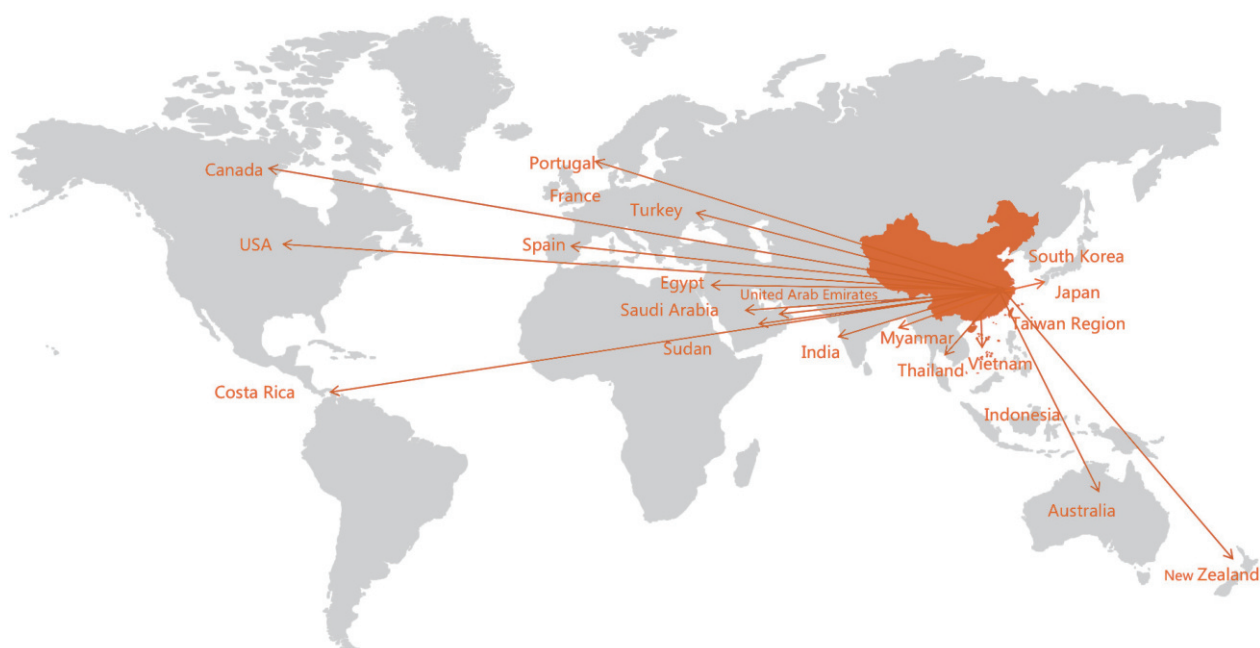 Portugal
Canada
France
Turkey
USA
Spain
South Korea
Egypt
United Arab Emirates
Japan
Saudi Arabia
Taiwan Region
Myanmar
Sudan
India
Vietnam
Thailand
Costa Rica
Indonesia
Australia
New Zealand